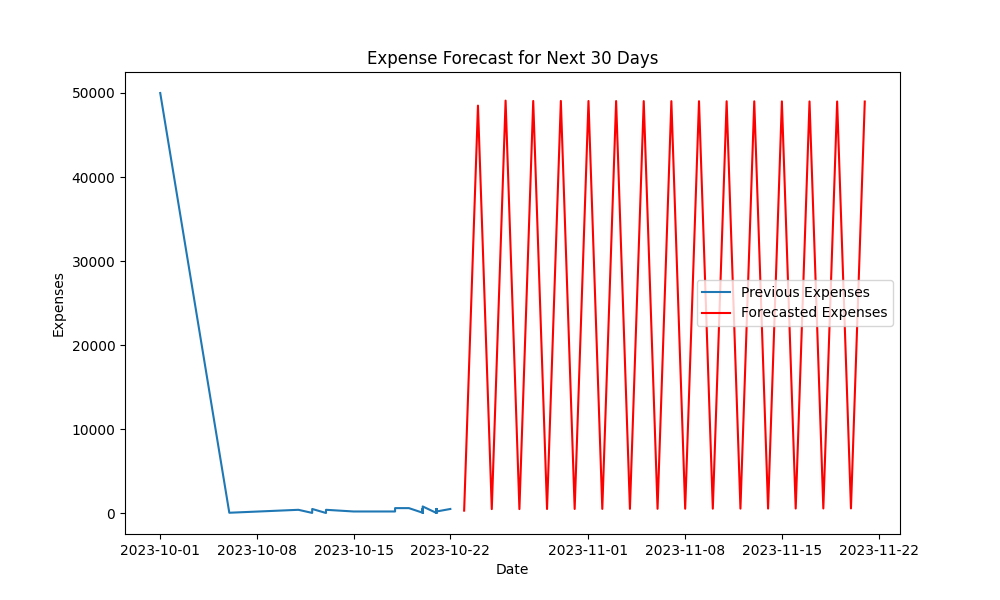 Expense Forecast for Next 30 Days
50000
40000
30000
20000
10000
0
Expenses
Previous Expenses
Forecasted Expenses
2023-10-01 2023-10-08 2023-10-15 2023-10-22 2023-11-01 2023-11-08 2023-11-15 2023-11-22
Date